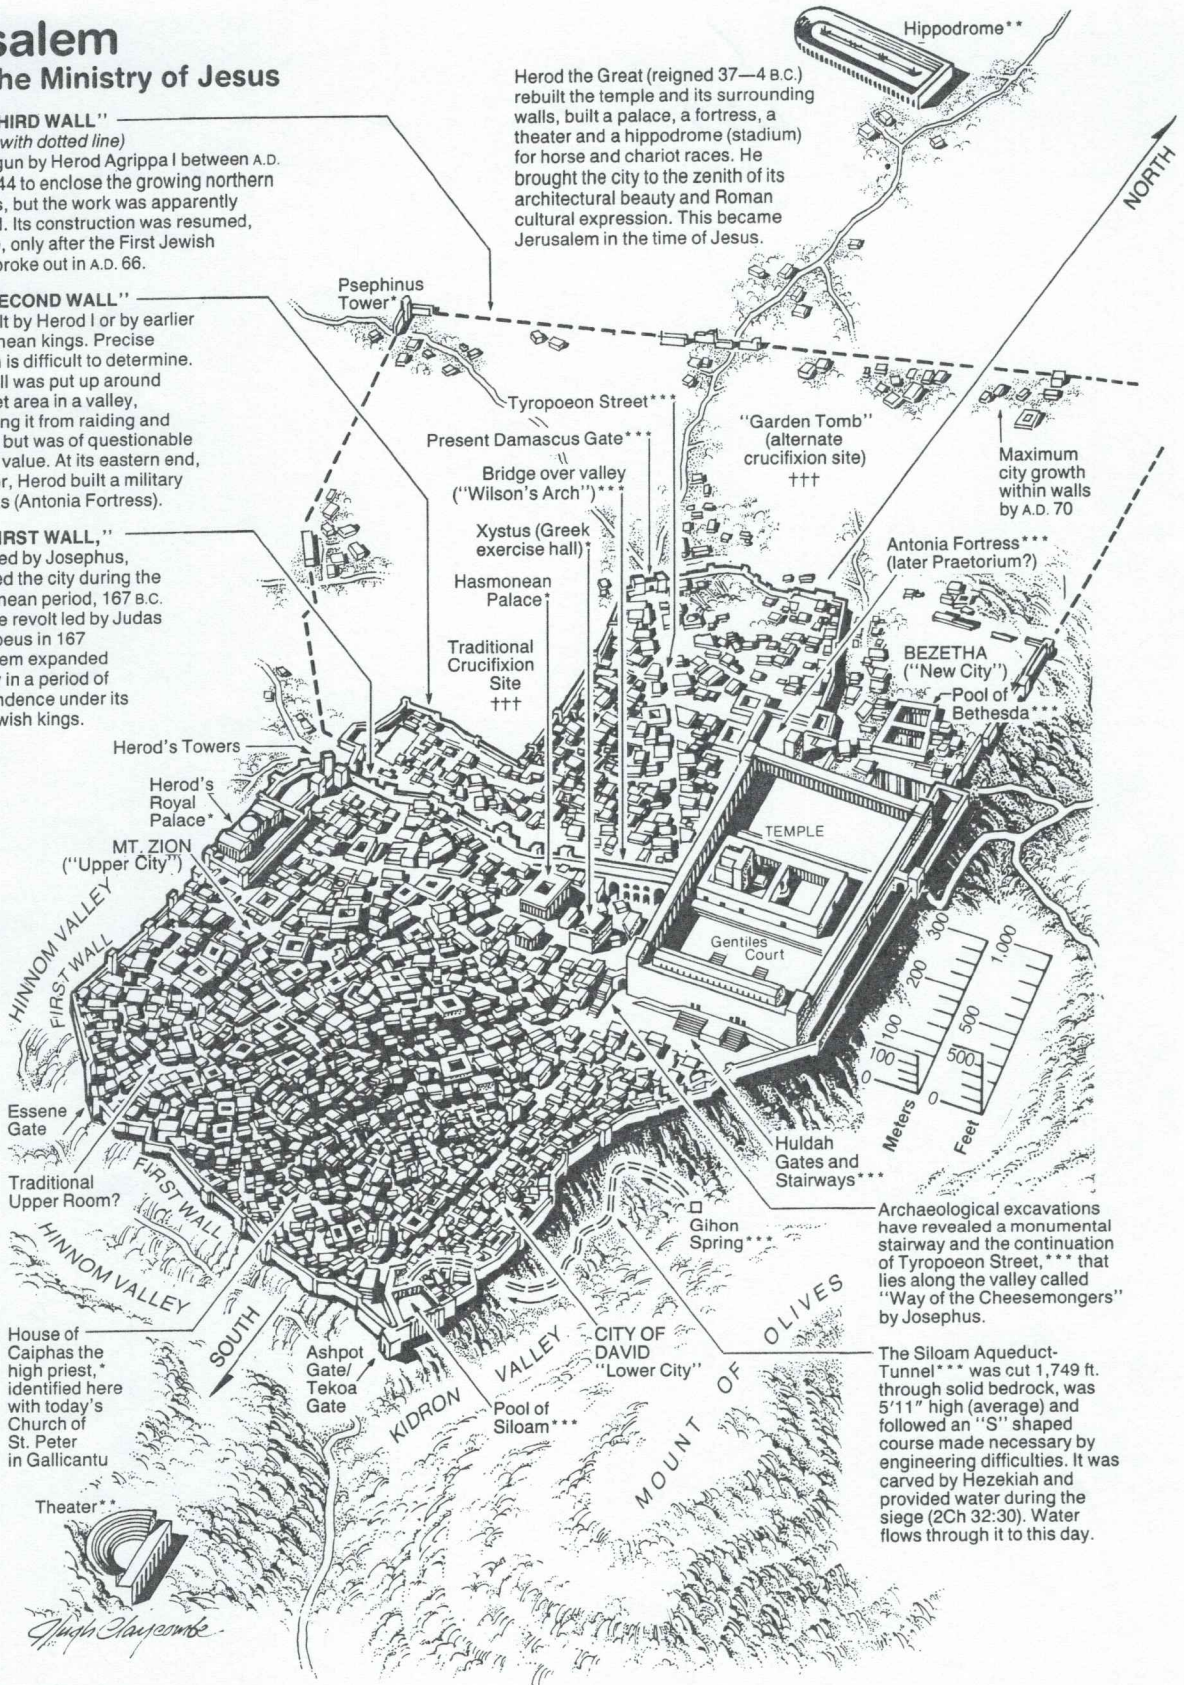 salem
he Ministry of Jesus
HIRD WALL"
with dotted line)
gun by Herod Agrippa I between A.D.
44 to enclose the growing northern
s, but the work was apparently
d. Its construction was resumed,
, only after the First Jewish
broke out in A.D. 66.
ECOND WALL"
lt by Herod I or by earlier
nean kings. Precise
n is difficult to determine.
ll was put up around
et area in a valley,
ng it from raiding and
but was of questionable
value. At its eastern end,
r, Herod built a military
s (Antonia Fortress).
IRST WALL,"
ed by Josephus,
ed the city during the
nean period, 167 B.C.
e revolt led by Judas
beus in 167
em expanded
y in a period of
ndence under its
wish kings.
Herod the Great (reigned 37—4 B.C.)
rebuilt the temple and its surrounding
walls, built a palace, a fortress, a
theater and a hippodrome (stadium)
for horse and chariot races. He
brought the city to the zenith of its
architectural beauty and Roman
cultural expression. This became
Jerusalem in the time of Jesus.
Hippodrome**
NORTH
Psephinus
Tower*
Tyropoeon Street***
Present Damascus Gate***
Bridge over valley
("Wilson's Arch")***
Xystus (Greek
exercise hall)*
Hasmonean
Palace*
Traditional
Crucifixion
Site
†††
"Garden Tomb"
(alternate
crucifixion site)
†††
Maximum
city growth
within walls
by A.D. 70
Antonia Fortress***
(later Praetorium?)
BEZETHA
("New City")
Pool of
Bethesda***
Herod's Towers
Herod's
Royal
Palace*
MT. ZION
("Upper City")
HINNOM VALLEY
FIRST WALL
TEMPLE
Gentiles
Court
300
200
100
100
0
Meters
1,000
500
500
0
Feet
Essene
Gate
Traditional
Upper Room?
FIRST WALL
HINNOM VALLEY
Huldah
Gates and
Stairways***
Gihon
Spring***
Archaeological excavations
have revealed a monumental
stairway and the continuation
of Tyropoeon Street,*** that
lies along the valley called
"Way of the Cheesemongers"
by Josephus.
House of
Caiphas the
high priest,*
identified here
with today's
Church of
St. Peter
in Gallicantu
SOUTH
Ashpot
Gate/
Tekoa
Gate
KIDRON VALLEY
Pool of
Siloam***
CITY OF
DAVID
"Lower City"
MOUNT OF OLIVES
The Siloam Aqueduct-
Tunnel*** was cut 1,749 ft.
through solid bedrock, was
5'11" high (average) and
followed an "S" shaped
course made necessary by
engineering difficulties. It was
carved by Hezekiah and
provided water during the
siege (2Ch 32:30). Water
flows through it to this day.
Theater**
Hugh Claycombe